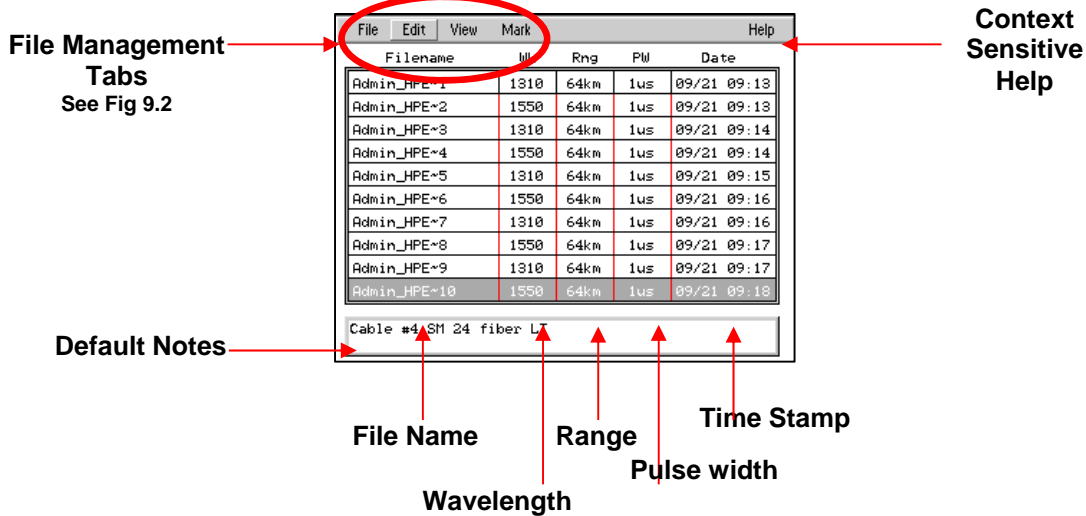 File Edit View Mark Help
Filename WL Rng PW Date
Admin_HPE~1 1310 64km 1us 09/21 09:13
Admin_HPE~2 1550 64km 1us 09/21 09:13
Admin_HPE~3 1310 64km 1us 09/21 09:14
Admin_HPE~4 1550 64km 1us 09/21 09:14
Admin_HPE~5 1310 64km 1us 09/21 09:15
Admin_HPE~6 1550 64km 1us 09/21 09:16
Admin_HPE~7 1310 64km 1us 09/21 09:16
Admin_HPE~8 1550 64km 1us 09/21 09:17
Admin_HPE~9 1310 64km 1us 09/21 09:17
Admin_HPE~10 1550 64km 1us 09/21 09:18
Cable #4 SM 24 fiber LT
File Management
Tabs
See Fig 9.2
Context
Sensitive
Help
Default Notes
File Name
Wavelength
Range
Pulse width
Time Stamp